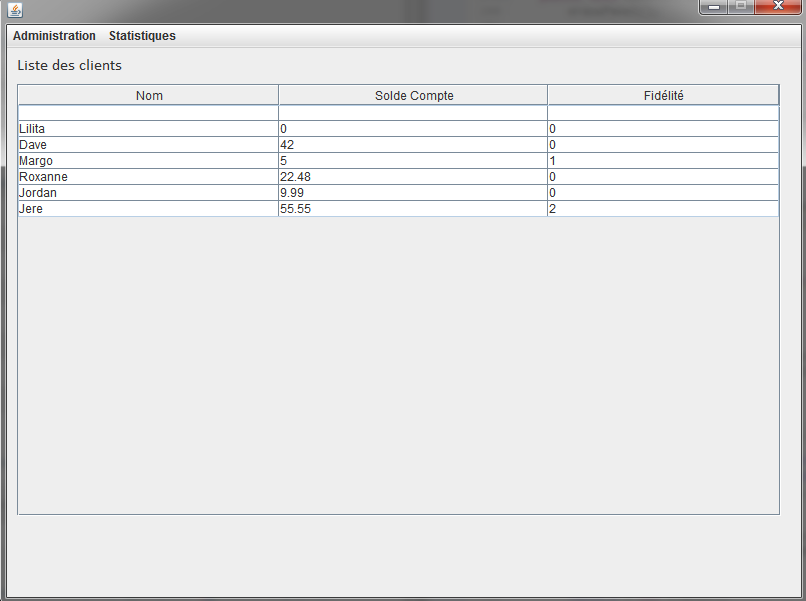 Administration Statistiques
Liste des clients
Nom Solde Compte Fidélité
Lilita 0 0
Dave 42 0
Margo 5 1
Roxanne 22.48 0
Jordan 9.99 0
Jere 55.55 2